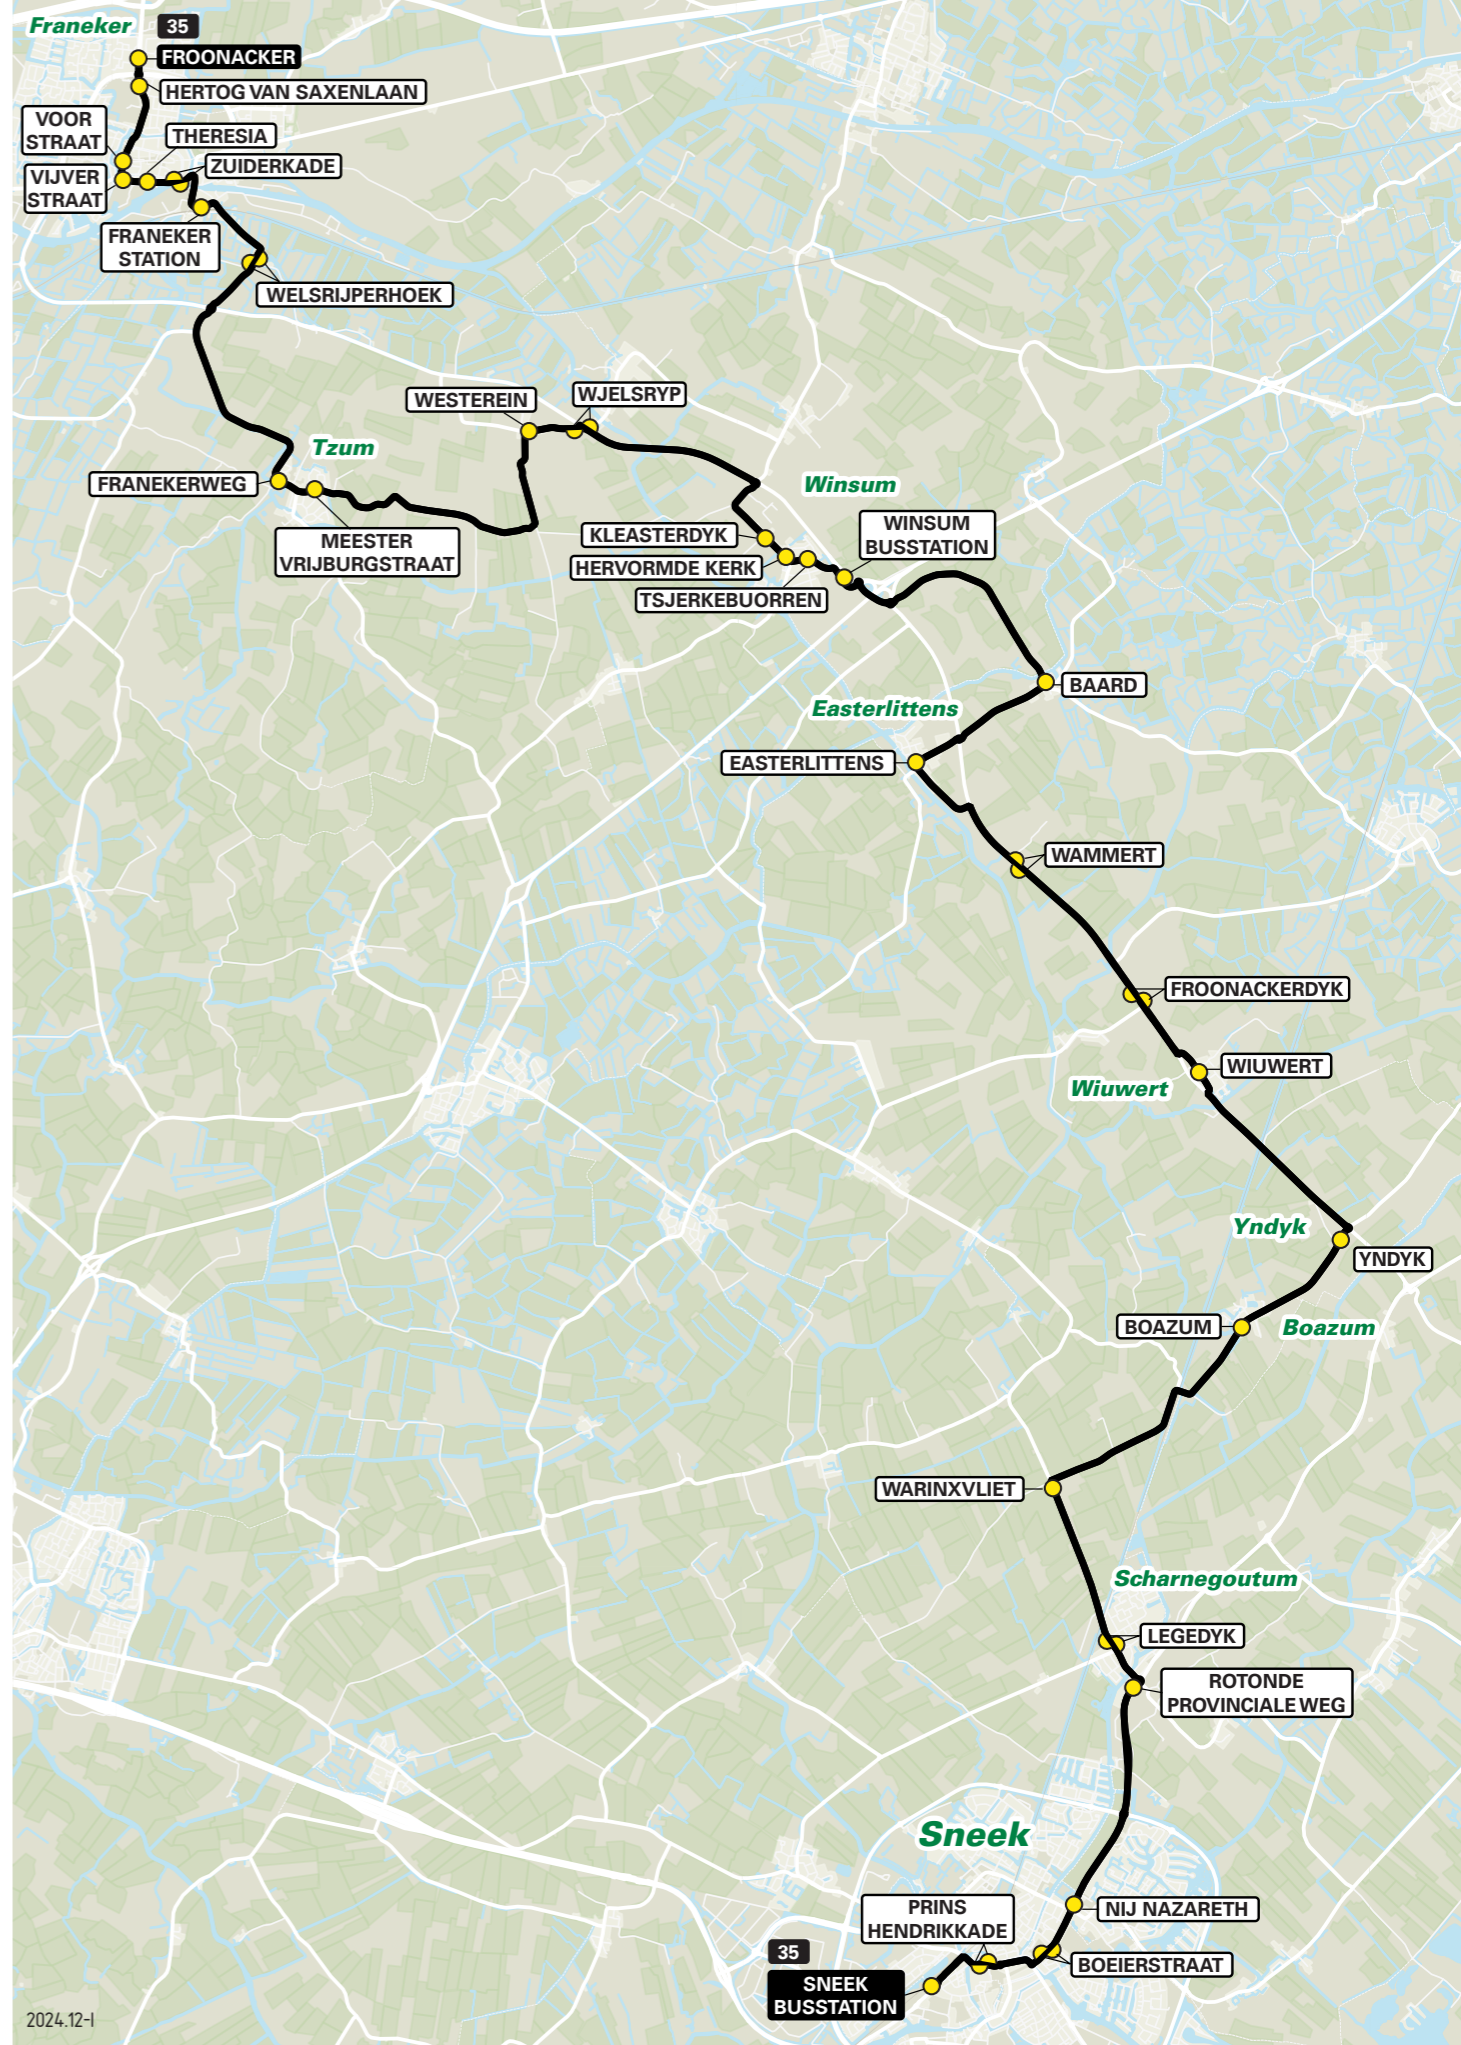 Franeker
35
FROONACKER
HERTOG VAN SAXENLAAN
VOOR
STRAAT
THERESIA
ZUIDERKADE
VIJVER
STRAAT
FRANEKER
STATION
WELSRIJPERHOEK
WESTEREIN
WJELSRYP
Tzum
FRANEKERWEG
MEESTER
VRIJBURGSTRAAT
Winsum
KLEASTERDYK
WINSUM
BUSSTATION
HERVORMDE KERK
TSJERKEBUORREN
BAARD
Easterlittens
EASTERLITTENS
WAMMERT
FROONACKERDYK
WIUWERT
Wiuwert
Yndyk
YNDYK
BOAZUM
Boazum
WARINXVLIET
Scharnegoutum
LEGEDYK
ROTONDE
PROVINCIALE WEG
Sneek
PRINS
HENDRIKKADE
NIJ NAZARETH
BOEIERSTRAAT
35
SNEEK
BUSSTATION
2024.12-I